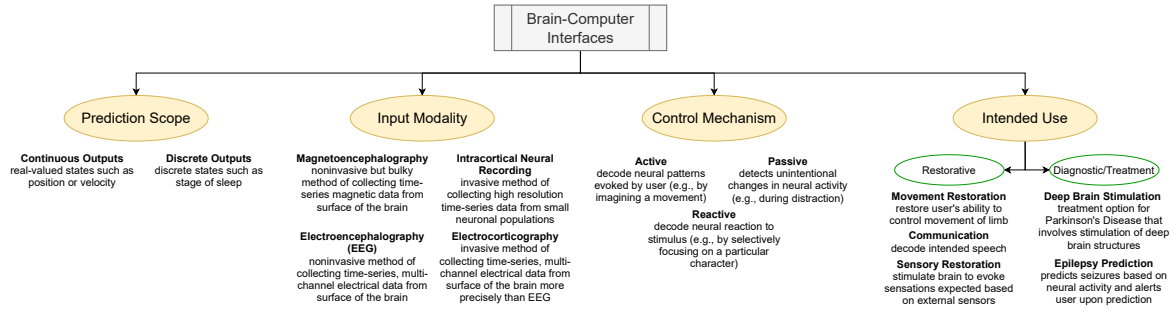 Brain-Computer
Interfaces
Prediction Scope
Input Modality
Control Mechanism
Intended Use
Continuous Outputs
real-valued states such as
position or velocity
Discrete Outputs
discrete states such as
stage of sleep
Magnetoencephalography
noninvasive but bulky
method of collecting time-
series magnetic data from
surface of the brain
Intracortical Neural
Recording
invasive method of
collecting high resolution
time-series data from small
neuronal populations
Electroencephalography
(EEG)
noninvasive method of
collecting time-series, multi-
channel electrical data from
surface of the brain
Electrocorticography
invasive method of
collecting time-series, multi-
channel electrical data from
surface of the brain more
precisely than EEG
Active
decode neural patterns
evoked by user (e.g., by
imagining a movement)
Passive
detects unintentional
changes in neural activity
(e.g., during distraction)
Reactive
decode neural reaction to
stimulus (e.g., by selectively
focusing on a particular
character)
Restorative
Diagnostic/Treatment
Movement Restoration
restore user's ability to
control movement of limb
Communication
decode intended speech
Sensory Restoration
stimulate brain to evoke
sensations expected based
on external sensors
Deep Brain Stimulation
treatment option for
Parkinson's Disease that
involves stimulation of deep
brain structures
Epilepsy Prediction
predicts seizures based on
neural activity and alerts
user upon prediction